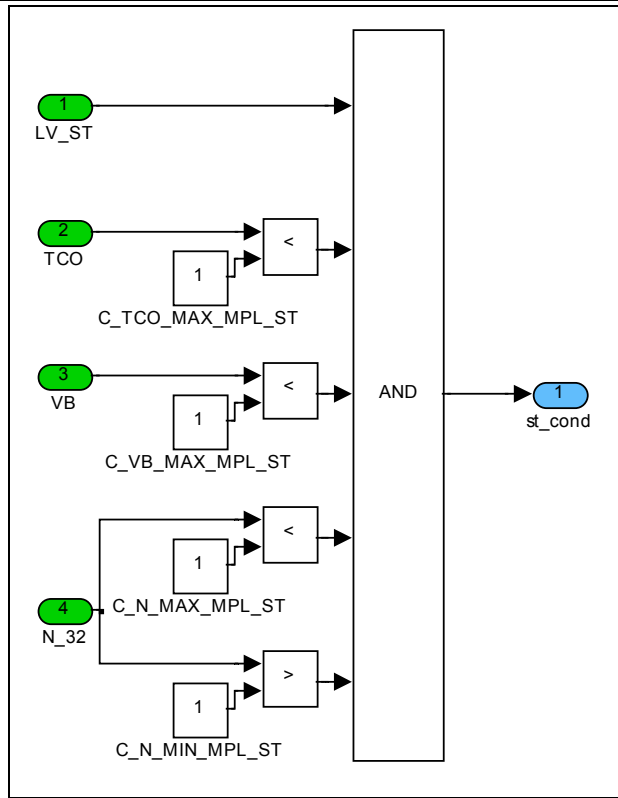 1
LV_ST
2
TCO
<
1
C_TCO_MAX_MPL_ST
3
VB
<
1
C_VB_MAX_MPL_ST
AND
1
st_cond
<
1
C_N_MAX_MPL_ST
4
N_32
>
1
C_N_MIN_MPL_ST